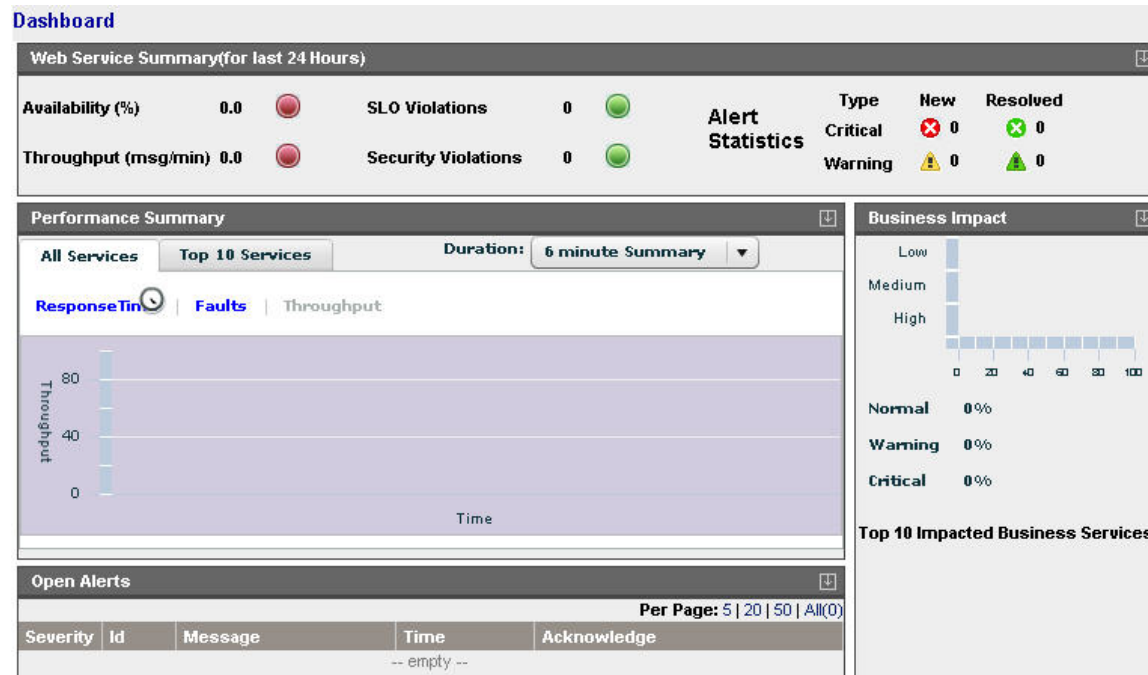 Dashboard
Web Service Summary(for last 24 Hours)
Availability (%) 0.0
SLO Violations 0
Throughput (msg/min) 0.0
Security Violations 0
Alert
Statistics
Type New Resolved
Critical 0 0
Warning 0 0
Performance Summary
All Services
Top 10 Services
Duration: 6 minute Summary
ResponseTim | Faults | Throughput
Throughput
80
40
0
Time
Business Impact
Low
Medium
High
0 20 40 60 80 100
Normal 0%
Warning 0%
Critical 0%
Top 10 Impacted Business Services
Open Alerts
Per Page: 5 | 20 | 50 | All(0)
Severity Id Message Time Acknowledge
-- empty --